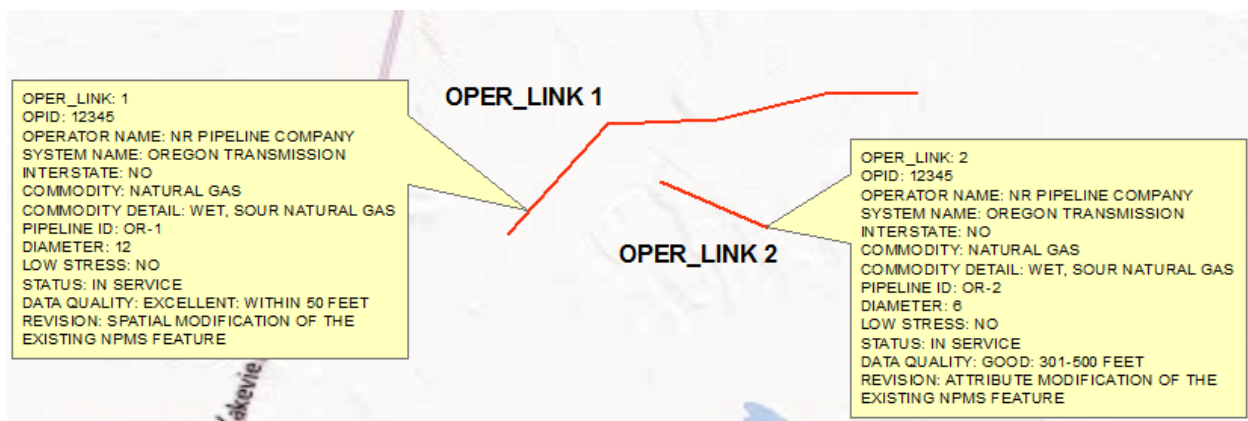 OPER_LINK: 1
OPID: 12345
OPERATOR NAME: NR PIPELINE COMPANY
SYSTEM NAME: OREGON TRANSMISSION
INTERSTATE: NO
COMMODITY: NATURAL GAS
COMMODITY DETAIL: WET, SOUR NATURAL GAS
PIPELINE ID: OR-1
DIAMETER: 12
LOW STRESS: NO
STATUS: IN SERVICE
DATA QUALITY: EXCELLENT: WITHIN 50 FEET
REVISION: SPATIAL MODIFICATION OF THE
EXISTING NPMS FEATURE
OPER_LINK 1
OPER_LINK 2
OPER_LINK: 2
OPID: 12345
OPERATOR NAME: NR PIPELINE COMPANY
SYSTEM NAME: OREGON TRANSMISSION
INTERSTATE: NO
COMMODITY: NATURAL GAS
COMMODITY DETAIL: WET, SOUR NATURAL GAS
PIPELINE ID: OR-2
DIAMETER: 6
LOW STRESS: NO
STATUS: IN SERVICE
DATA QUALITY: GOOD: 301-500 FEET
REVISION: ATTRIBUTE MODIFICATION OF THE
EXISTING NPMS FEATURE